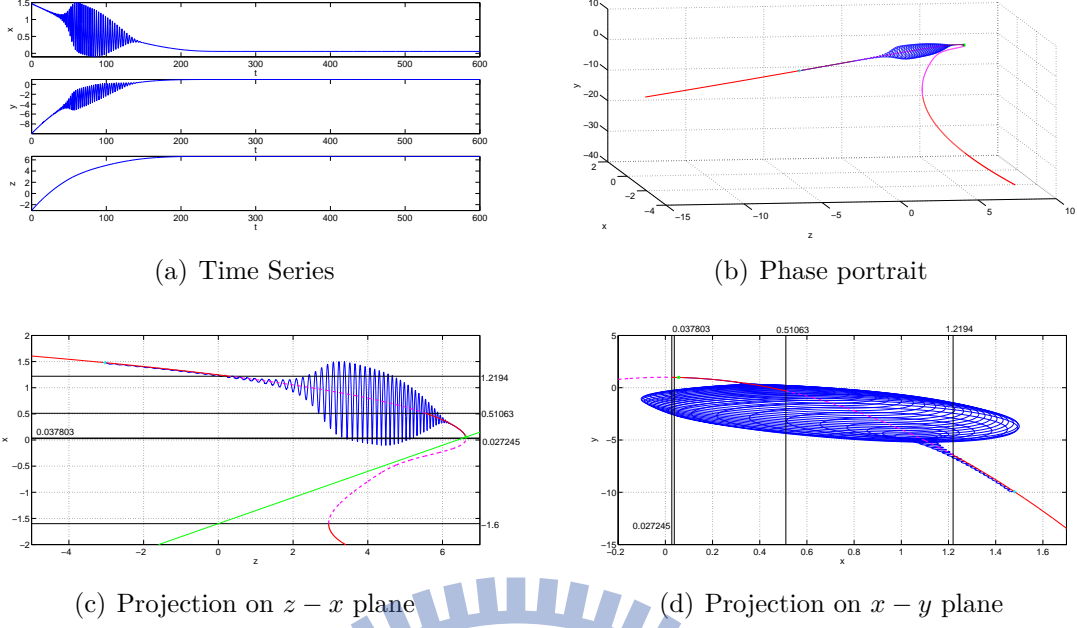 1.5
1
0.5
0
x
0 100 200 300 400 500 600
t
0
−2
−4
−6
−8
y
0 100 200 300 400 500 600
t
6
4
2
0
−2
z
0 100 200 300 400 500 600
t
(a) Time Series
10
0
−10
−20
−30
−40
y
2
0
−2
−4
x
−15 −10 −5 0 5 10
z
(b) Phase portrait
2
1.5
1
0.5
0
−0.5
−1
−1.5
−2
x
1.2194
0.51063
0.037803
0.027245
−1.6
−4 −2 0 2 4 6
z
(c) Projection on z − x plane
0.037803 0.51063 1.2194
5
0
−5
−10
−15
y
0.027245
−0.2 0 0.2 0.4 0.6 0.8 1 1.2 1.4 1.6
x
(d) Projection on x − y plane